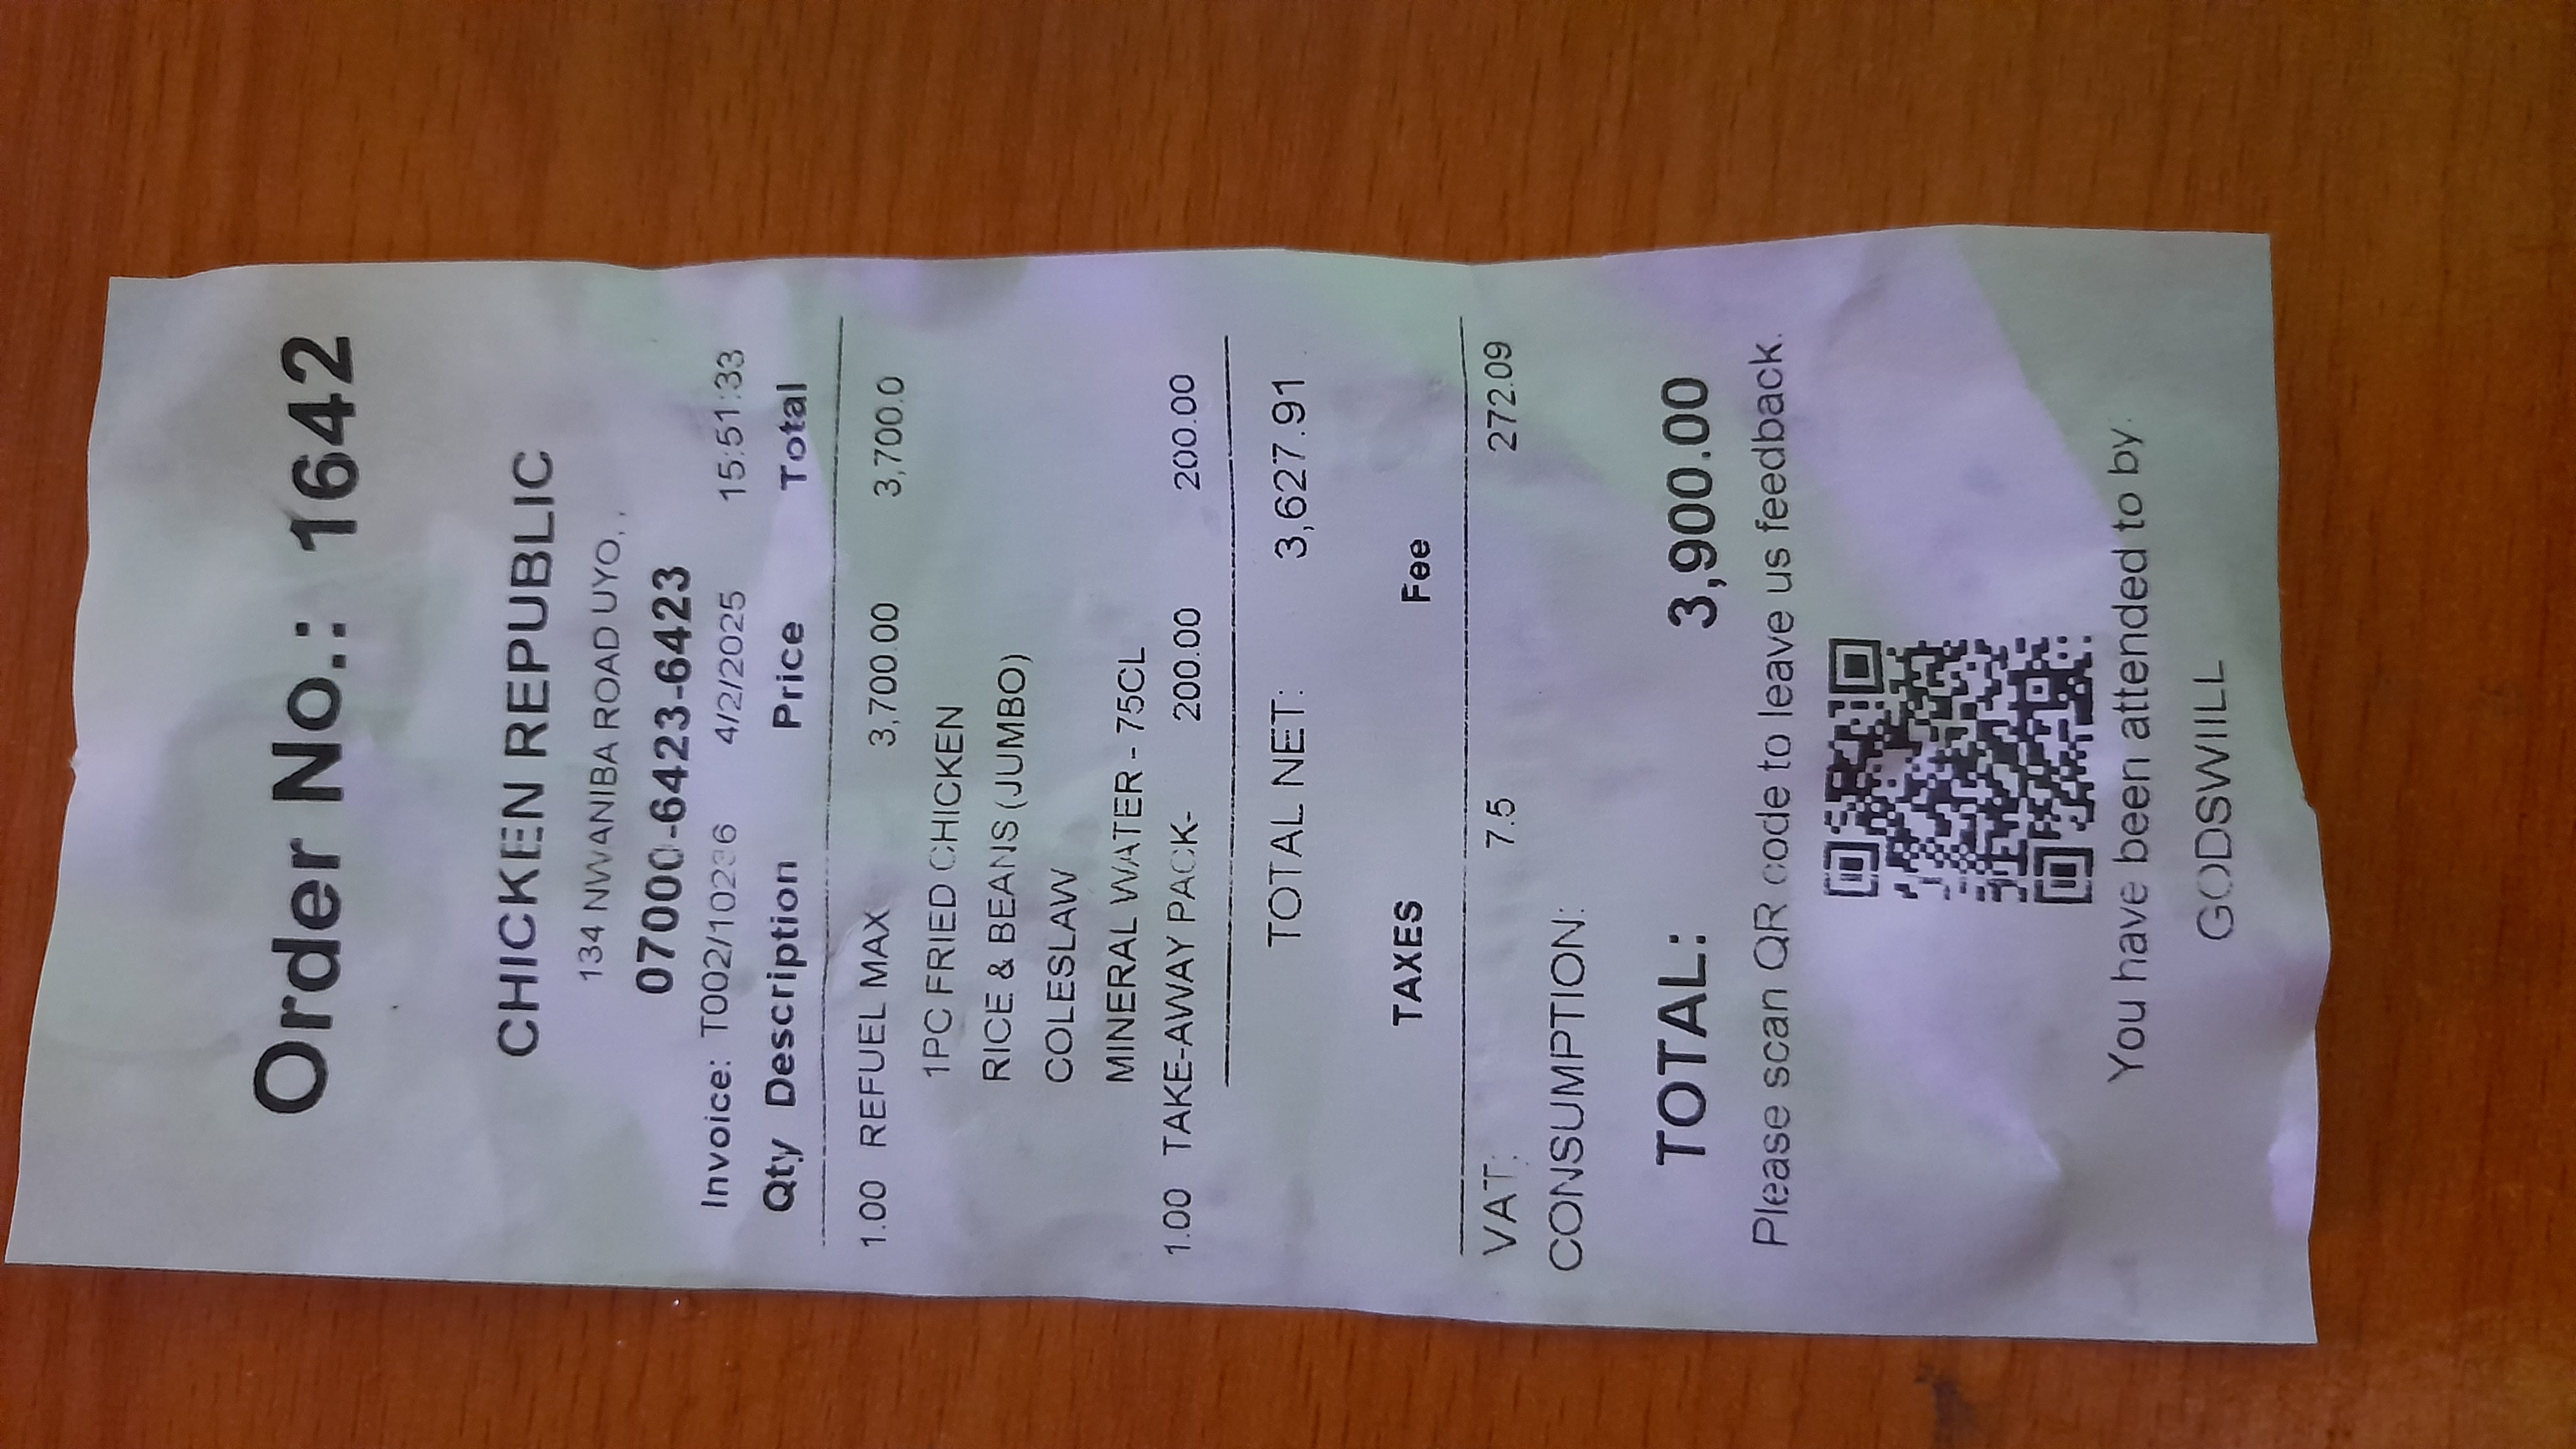 Order No.: 1642
CHICKEN REPUBLIC
134 NWANIBA ROAD UYO, ,
07000-6423-6423
Invoice: T002/10236 4/2/2025 15:51:33
Qty Description Price Total
1.00 REFUEL MAX 3,700.00 3,700.0
1PC FRIED CHICKEN
RICE & BEANS (JUMBO)
COLESLAW
MINERAL WATER - 75CL
1.00 TAKE-AWAY PACK- 200.00 200.00
TOTAL NET: 3,627.91
TAXES Fee
VAT: 7.5 272.09
CONSUMPTION:
TOTAL: 3,900.00
Please scan QR code to leave us feedback.
You have been attended to by.
GODSWIILL